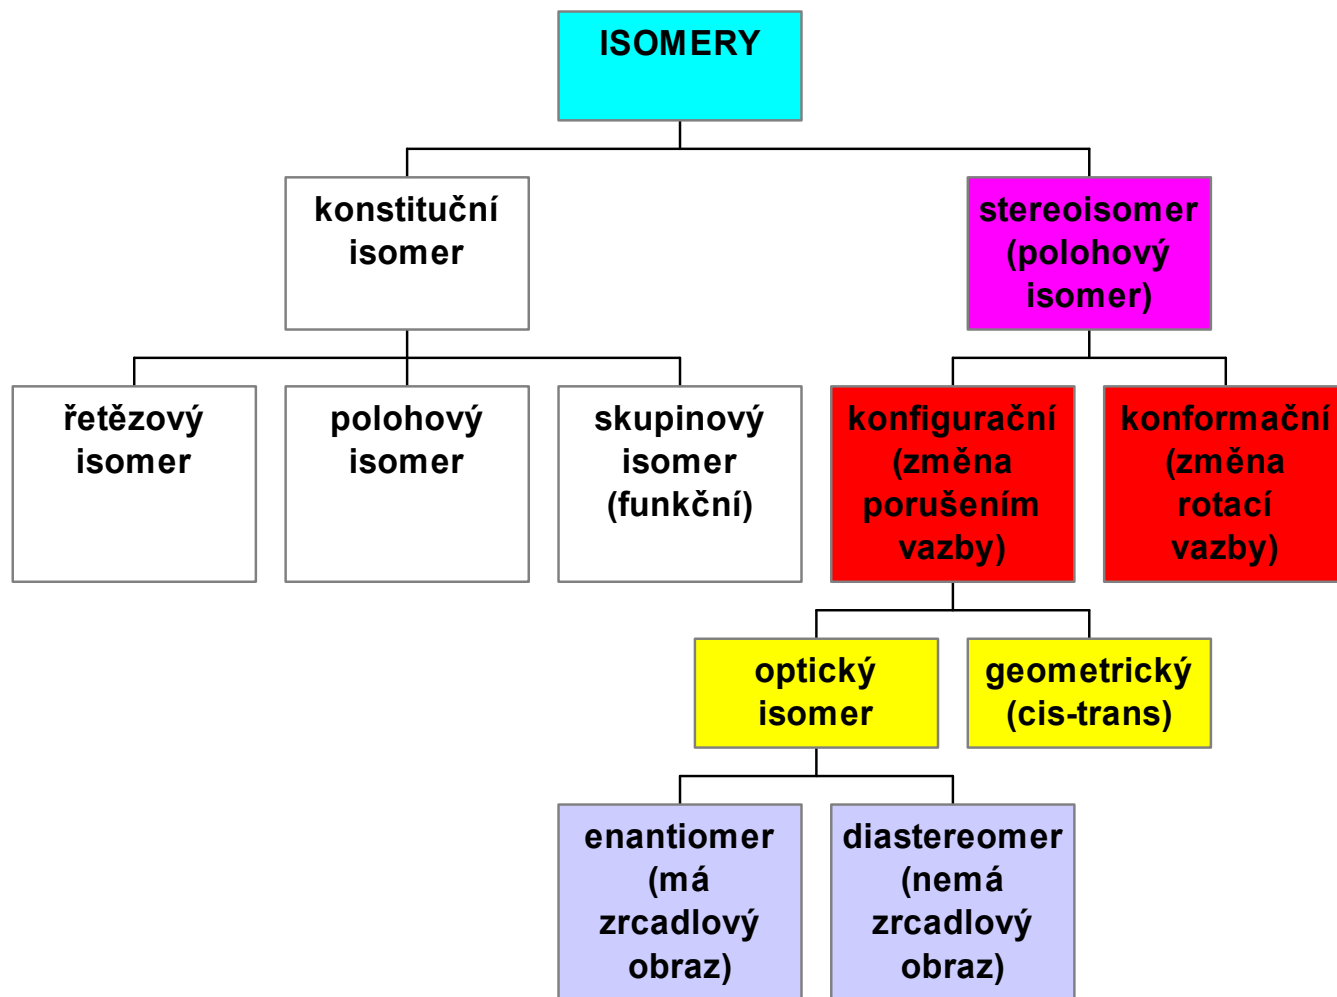 ISOMERY
konstituční
isomer
stereoisomer
(polohový
isomer)
řetězový
isomer
polohový
isomer
skupinový
isomer
(funkční)
konfigurační
(změna
porušením
vazby)
konformační
(změna
rotací
vazby)
optický
isomer
geometrický
(cis-trans)
enantiomer
(má
zrcadlový
obraz)
diastereomer
(nemá
zrcadlový
obraz)